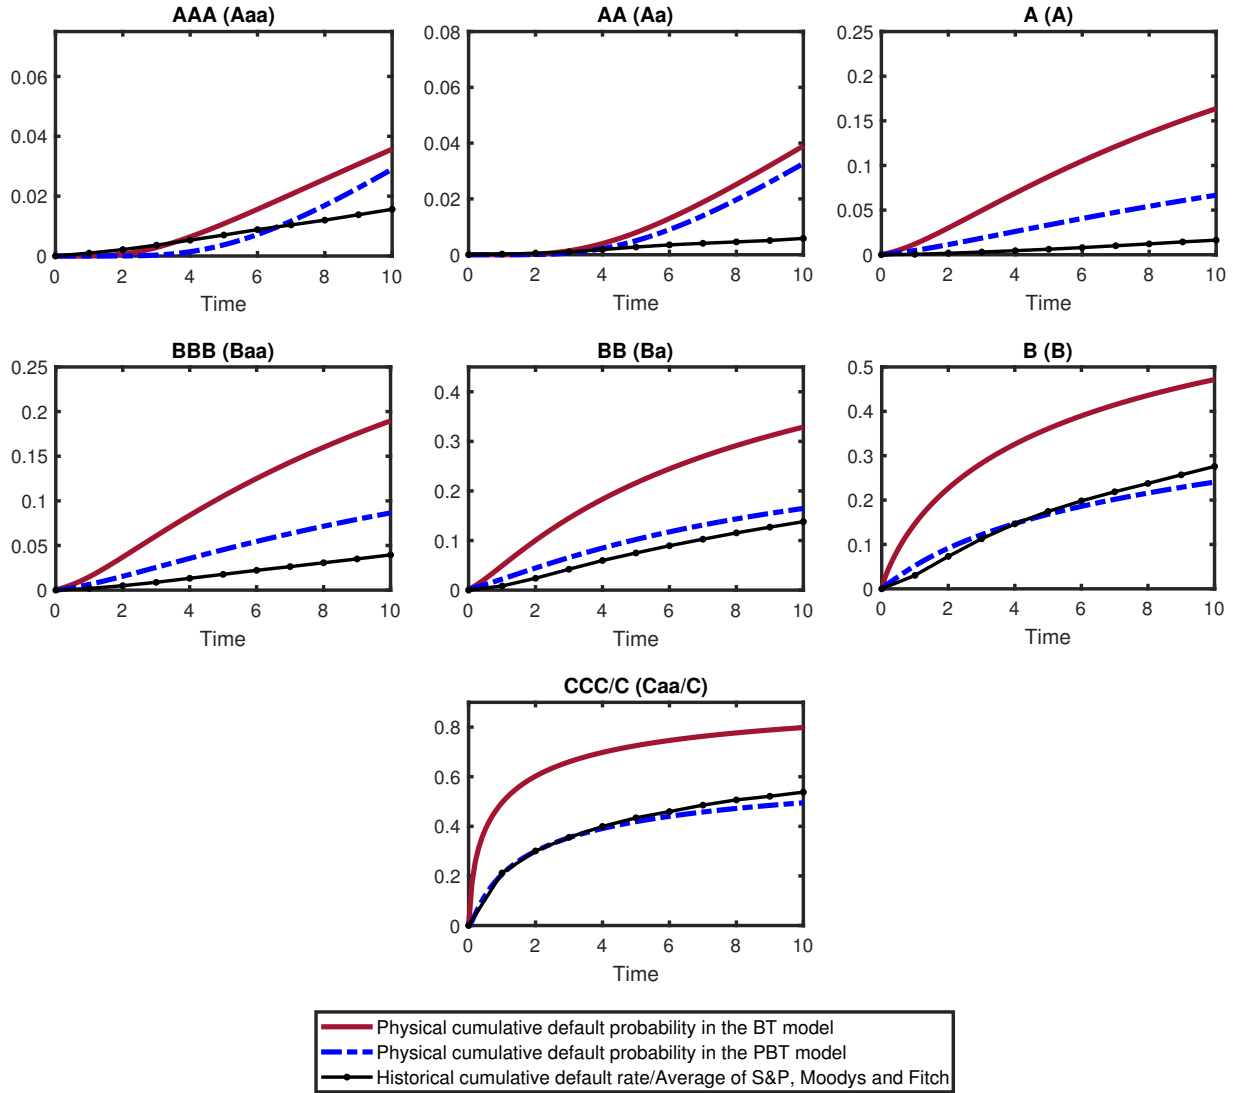 AAA (Aaa)
0.06
0.04
0.02
0
0 2 4 6 8 10
Time
AA (Aa)
0.08
0.06
0.04
0.02
0
0 2 4 6 8 10
Time
A (A)
0.25
0.2
0.15
0.1
0.05
0
0 2 4 6 8 10
Time
BBB (Baa)
0.25
0.2
0.15
0.1
0.05
0
0 2 4 6 8 10
Time
BB (Ba)
0.4
0.3
0.2
0.1
0
0 2 4 6 8 10
Time
B (B)
0.5
0.4
0.3
0.2
0.1
0
0 2 4 6 8 10
Time
CCC/C (Caa/C)
0.8
0.6
0.4
0.2
0
0 2 4 6 8 10
Time
Physical cumulative default probability in the BT model
Physical cumulative default probability in the PBT model
Historical cumulative default rate/Average of S&P, Moodys and Fitch